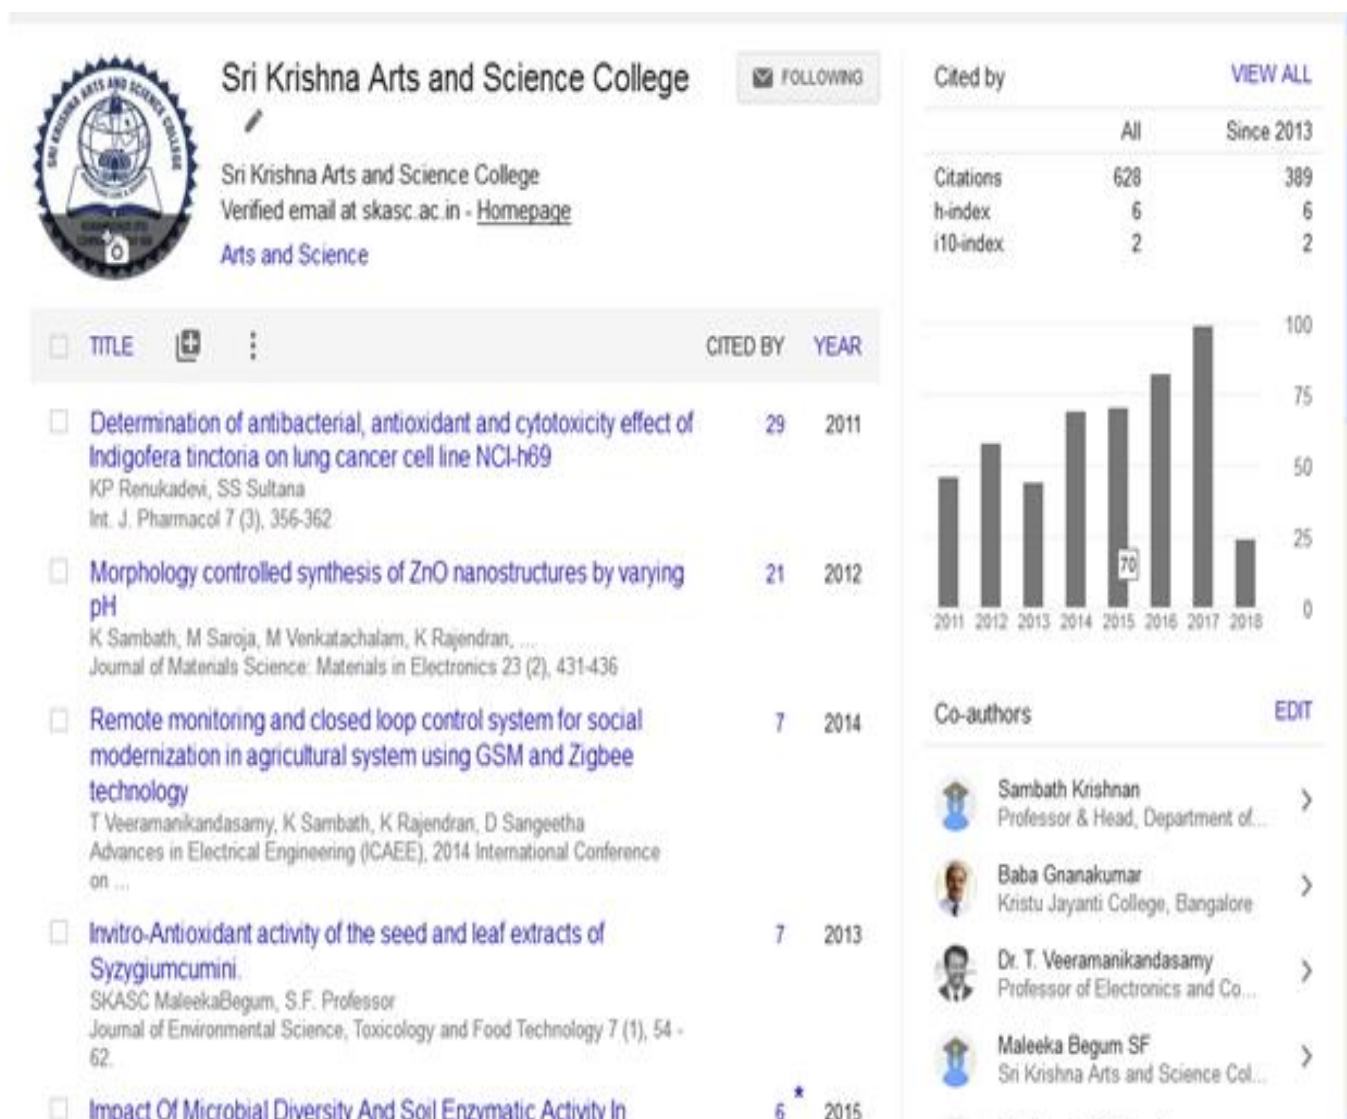 SRI KRISHNA ARTS AND SCIENCE COLLEGE
Sri Krishna Arts and Science College
FOLLOWING
Sri Krishna Arts and Science College
Verified email at skasc.ac.in - Homepage
Arts and Science
TITLE CITED BY YEAR
Determination of antibacterial, antioxidant and cytotoxicity effect of 29 2011
Indigofera tinctoria on lung cancer cell line NCI-h69
KP Renukadevi, SS Sultana
Int. J. Pharmacol 7 (3), 356-362
Morphology controlled synthesis of ZnO nanostructures by varying 21 2012
pH
K Sambath, M Saroja, M Venkatachalam, K Rajendran, ...
Journal of Materials Science: Materials in Electronics 23 (2), 431-436
Remote monitoring and closed loop control system for social 7 2014
modernization in agricultural system using GSM and Zigbee
technology
T Veeramanikandasamy, K Sambath, K Rajendran, D Sangeetha
Advances in Electrical Engineering (ICAEE), 2014 International Conference
on ...
Invitro-Antioxidant activity of the seed and leaf extracts of 7 2013
Syzygiumcumini.
SKASC MaleekaBegum, S.F. Professor
Journal of Environmental Science, Toxicology and Food Technology 7 (1), 54 -
62.
Impact Of Microbial Diversity And Soil Enzymatic Activity In 6 * 2015
Cited by VIEW ALL
All Since 2013
Citations 628 389
h-index 6 6
i10-index 2 2
100
75
50
25
0
70
2011 2012 2013 2014 2015 2016 2017 2018
Co-authors EDIT
Sambath Krishnan
Professor & Head, Department of...
Baba Gnanakumar
Kristu Jayanti College, Bangalore
Dr. T. Veeramanikandasamy
Professor of Electronics and Co...
Maleeka Begum SF
Sri Krishna Arts and Science Col...